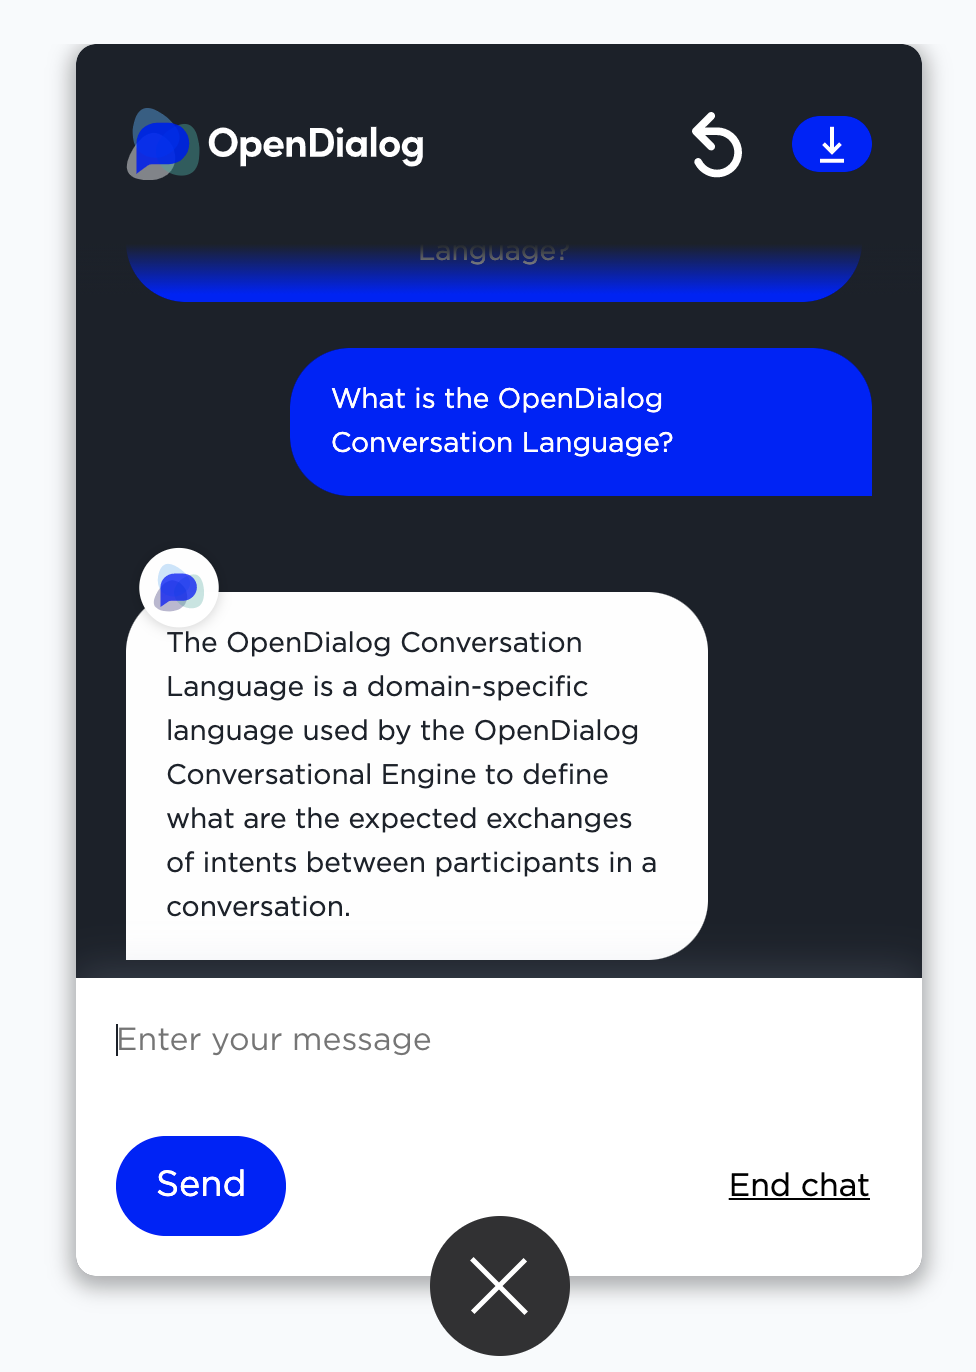 OpenDialog
Language?
What is the OpenDialog
Conversation Language?
The OpenDialog Conversation
Language is a domain-specific
language used by the OpenDialog
Conversational Engine to define
what are the expected exchanges
of intents between participants in a
conversation.
Enter your message
Send
End chat